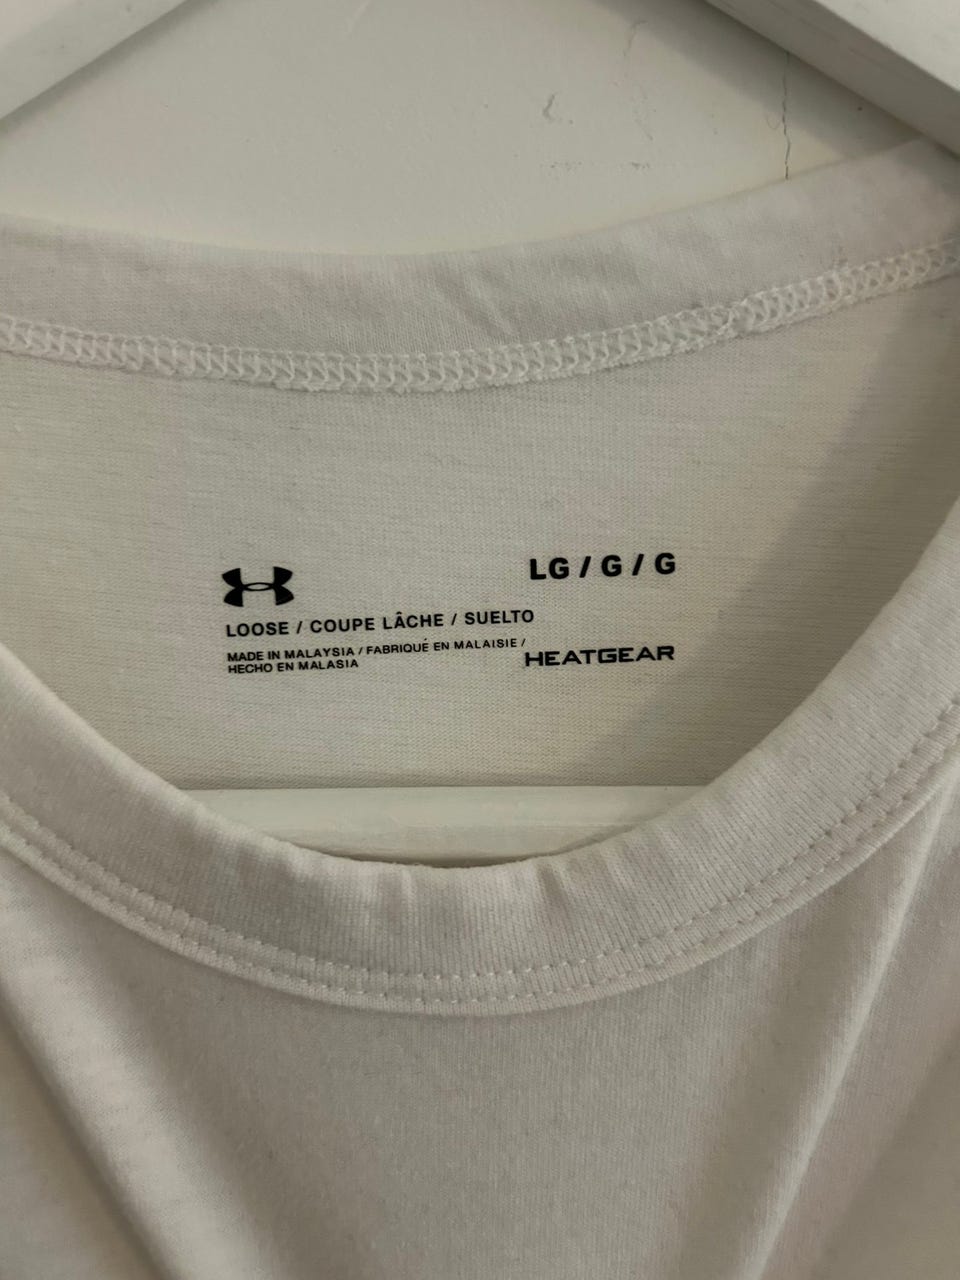 LG / G / G
LOOSE / COUPE LÂCHE / SUELTO
MADE IN MALAYSIA / FABRIQUÉ EN MALAISIE /
HECHO EN MALASIA
HEATGEAR